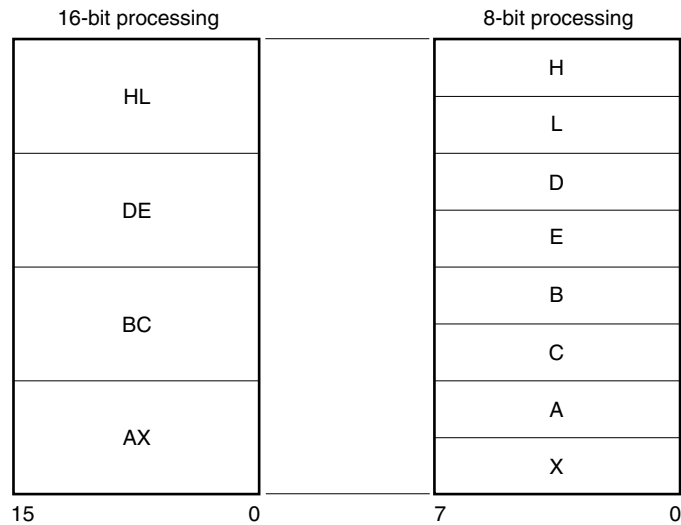 16-bit processing
8-bit processing
HL
DE
BC
AX
H
L
D
E
B
C
A
X
15 0
7 0